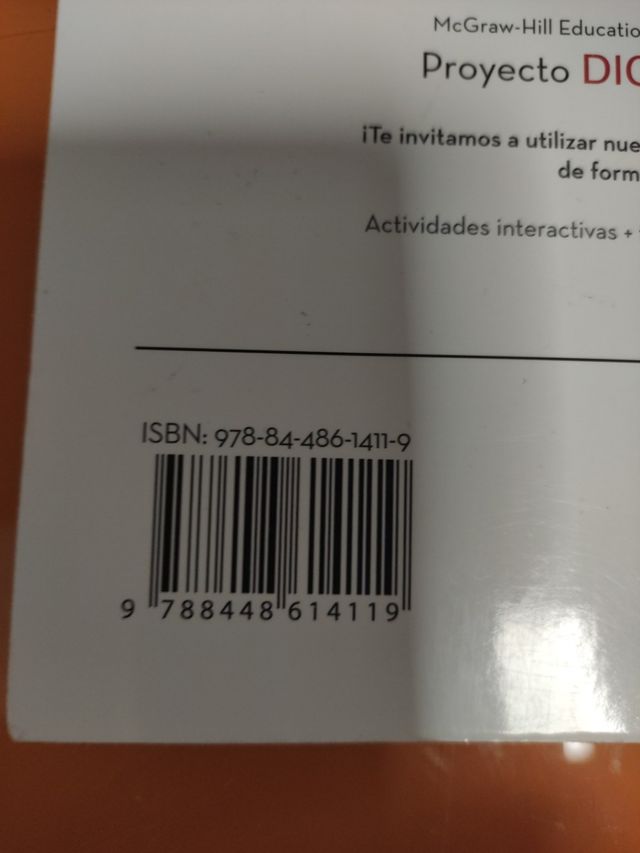 McGraw-Hill Educatio
Proyecto DIG
¡Te invitamos a utilizar nue
de form
Actividades interactivas +
ISBN: 978-84-486-1411-9
9 788448 614119